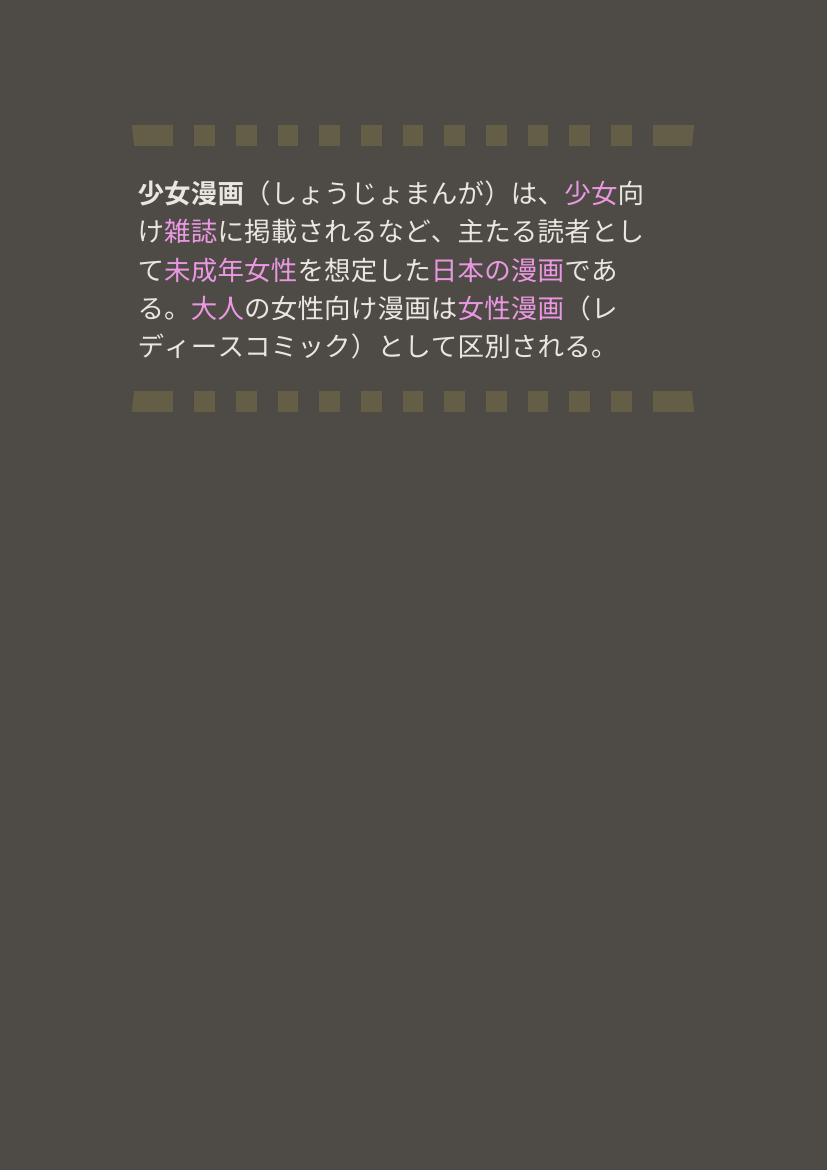 少女漫画（しょうじょまんが）は、少女向
け雑誌に掲載されるなど、主たる読者とし
て未成年女性を想定した日本の漫画であ
る。大人の女性向け漫画は女性漫画（レ
ディースコミック）として区別される。